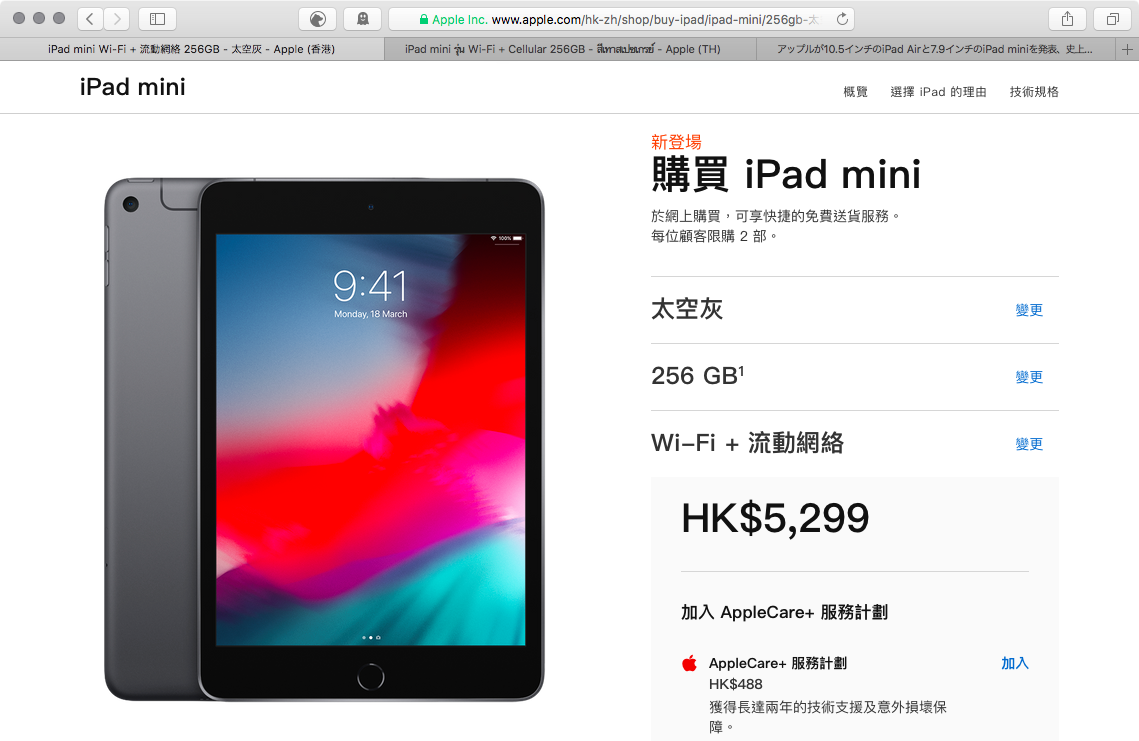 Apple Inc. www.apple.com/hk-zh/shop/buy-ipad/ipad-mini/256gb-
iPad mini Wi-Fi + 流動網絡 256GB - 太空灰 - Apple (香港)
iPad mini รุ่น Wi-Fi + Cellular 256GB - สีเทาสเปซเกรย์ - Apple (TH)
アップルが10.5インチのiPad Airと7.9インチのiPad miniを発表、史上...
iPad mini
概覽
選擇 iPad 的理由
技術規格
100%
9:41
Monday, 18 March
新登場
購買 iPad mini
於網上購買，可享快捷的免費送貨服務。
每位顧客限購 2 部。
太空灰
變更
256 GB¹
變更
Wi-Fi + 流動網絡
變更
HK$5,299
加入 AppleCare+ 服務計劃
AppleCare+ 服務計劃
加入
HK$488
獲得長達兩年的技術支援及意外損壞保
障。